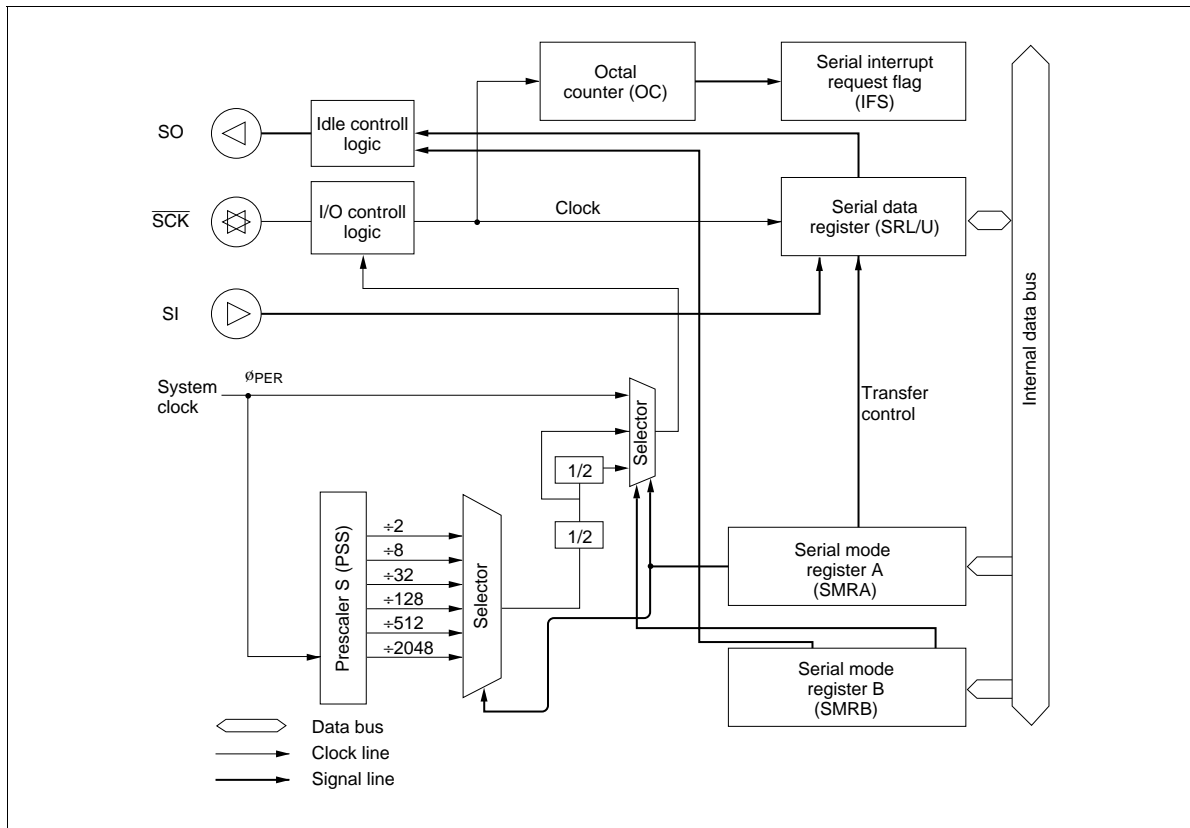 Octal
counter (OC)
Serial interrupt
request flag
(IFS)
SO
Idle controll
logic
SCK
I/O controll
logic
Clock
Serial data
register (SRL/U)
SI
Internal data bus
System
clock
øPER
Selector
Transfer
control
1/2
1/2
Prescaler S (PSS)
÷2
÷8
÷32
÷128
÷512
÷2048
Selector
Serial mode
register A
(SMRA)
Serial mode
register B
(SMRB)
Data bus
Clock line
Signal line